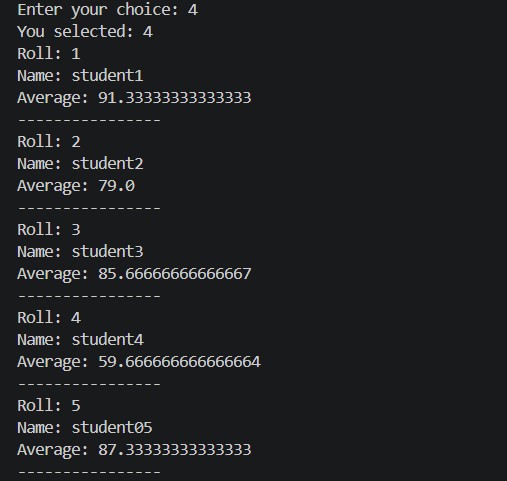 Enter your choice: 4
You selected: 4
Roll: 1
Name: student1
Average: 91.33333333333333
----------------
Roll: 2
Name: student2
Average: 79.0
----------------
Roll: 3
Name: student3
Average: 85.66666666666667
----------------
Roll: 4
Name: student4
Average: 59.666666666666664
----------------
Roll: 5
Name: student05
Average: 87.33333333333333
----------------